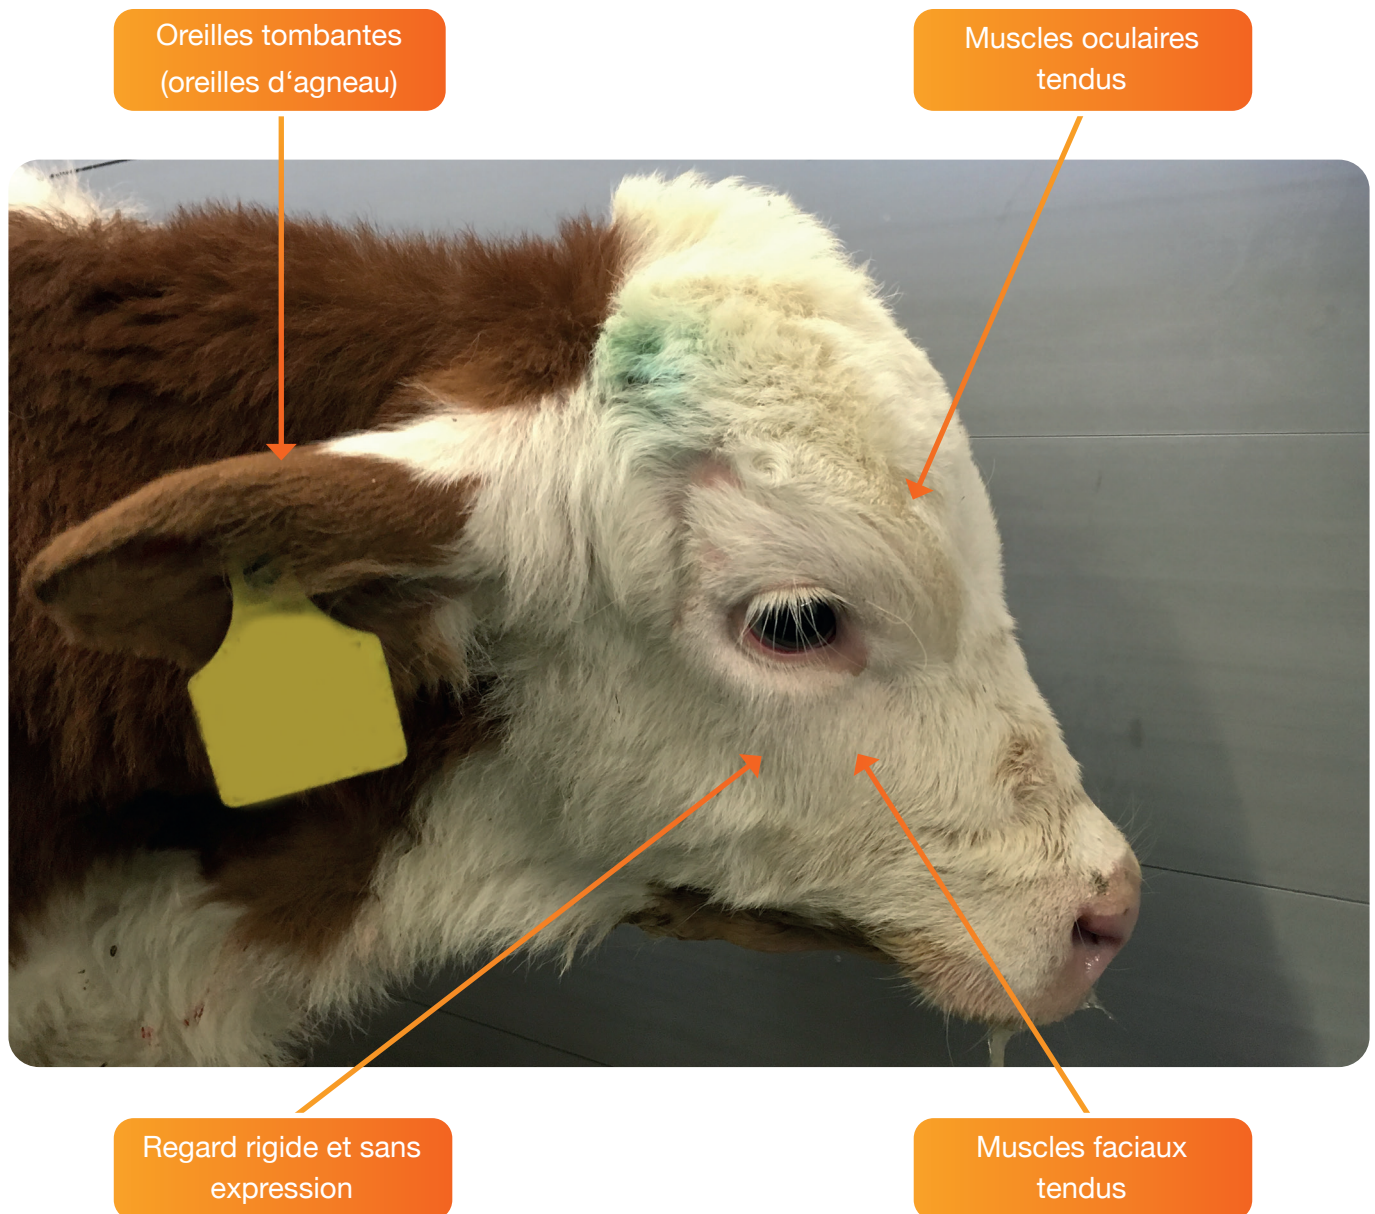 Oreilles tombantes
(oreilles d‘agneau)
Muscles oculaires
tendus
Regard rigide et sans
expression
Muscles faciaux
tendus